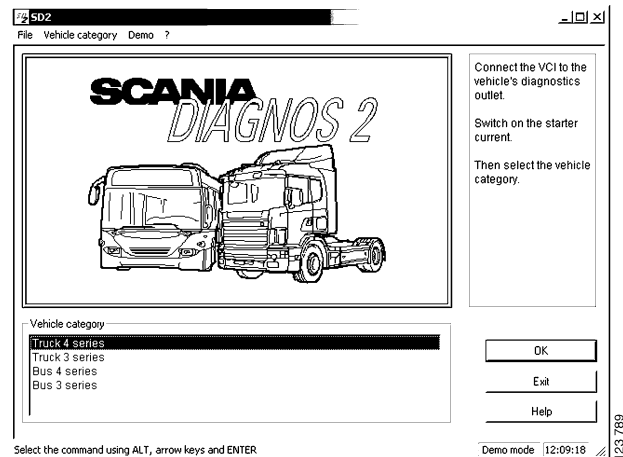 SD2
File Vehicle category Demo ?
SCANIA
DIAGNOS 2
Connect the VCI to the
vehicle's diagnostics
outlet.
Switch on the starter
current.
Then select the vehicle
category.
Vehicle category
Truck 4 series
Truck 3 series
Bus 4 series
Bus 3 series
OK
Exit
Help
Select the command using ALT, arrow keys and ENTER
Demo mode 12:09:18
123 789